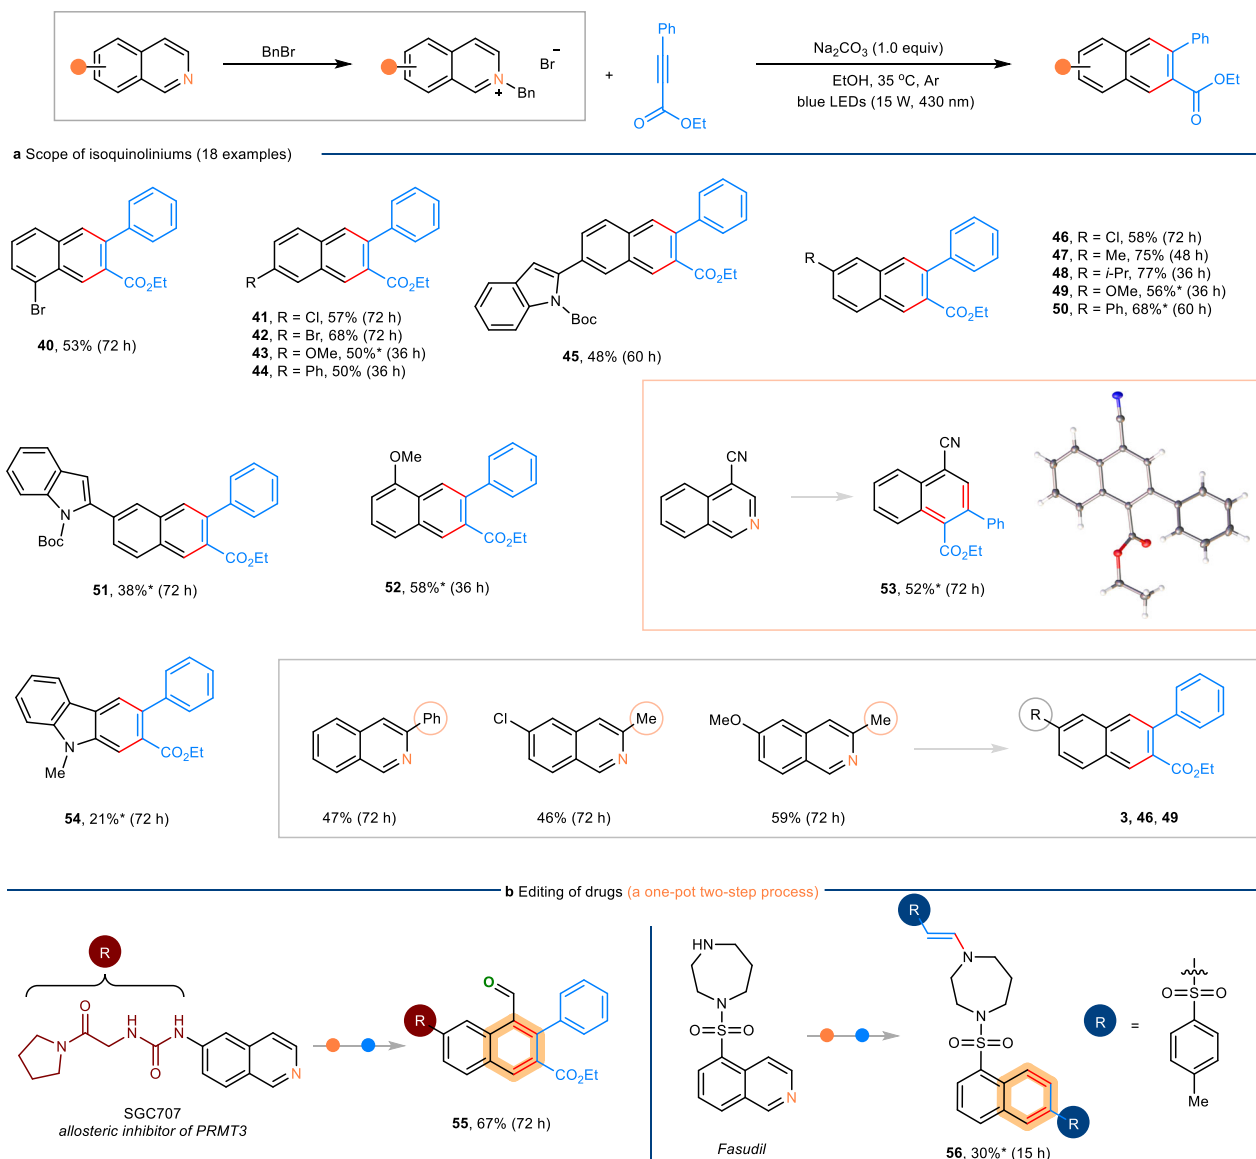 BnBr
N
N
+
Bn
Br
−
+
Ph
O
OEt
Na2CO3 (1.0 equiv)
EtOH, 35 °C, Ar
blue LEDs (15 W, 430 nm)
Ph
OEt
O
a Scope of isoquinoliniums (18 examples)
Br
CO2Et
40, 53% (72 h)
R
CO2Et
41, R = Cl, 57% (72 h)
42, R = Br, 68% (72 h)
43, R = OMe, 50%* (36 h)
44, R = Ph, 50% (36 h)
N
Boc
CO2Et
45, 48% (60 h)
R
CO2Et
46, R = Cl, 58% (72 h)
47, R = Me, 75% (48 h)
48, R = i-Pr, 77% (36 h)
49, R = OMe, 56%* (36 h)
50, R = Ph, 68%* (60 h)
N
Boc
CO2Et
51, 38%* (72 h)
OMe
CO2Et
52, 58%* (36 h)
CN
N
CN
Ph
O
OEt
53, 52%* (72 h)
N
Me
CO2Et
54, 21%* (72 h)
Ph
N
47% (72 h)
Cl
Me
N
46% (72 h)
MeO
Me
N
59% (72 h)
R
CO2Et
3, 46, 49
b Editing of drugs (a one-pot two-step process)
R
O
N
H
N
O
H
N
N
SGC707
allosteric inhibitor of PRMT3
O
R
CO2Et
55, 67% (72 h)
HN
N
O S O
N
Fasudil
R
N
N
O S O
R
56, 30%* (15 h)
R =
O S O
Me